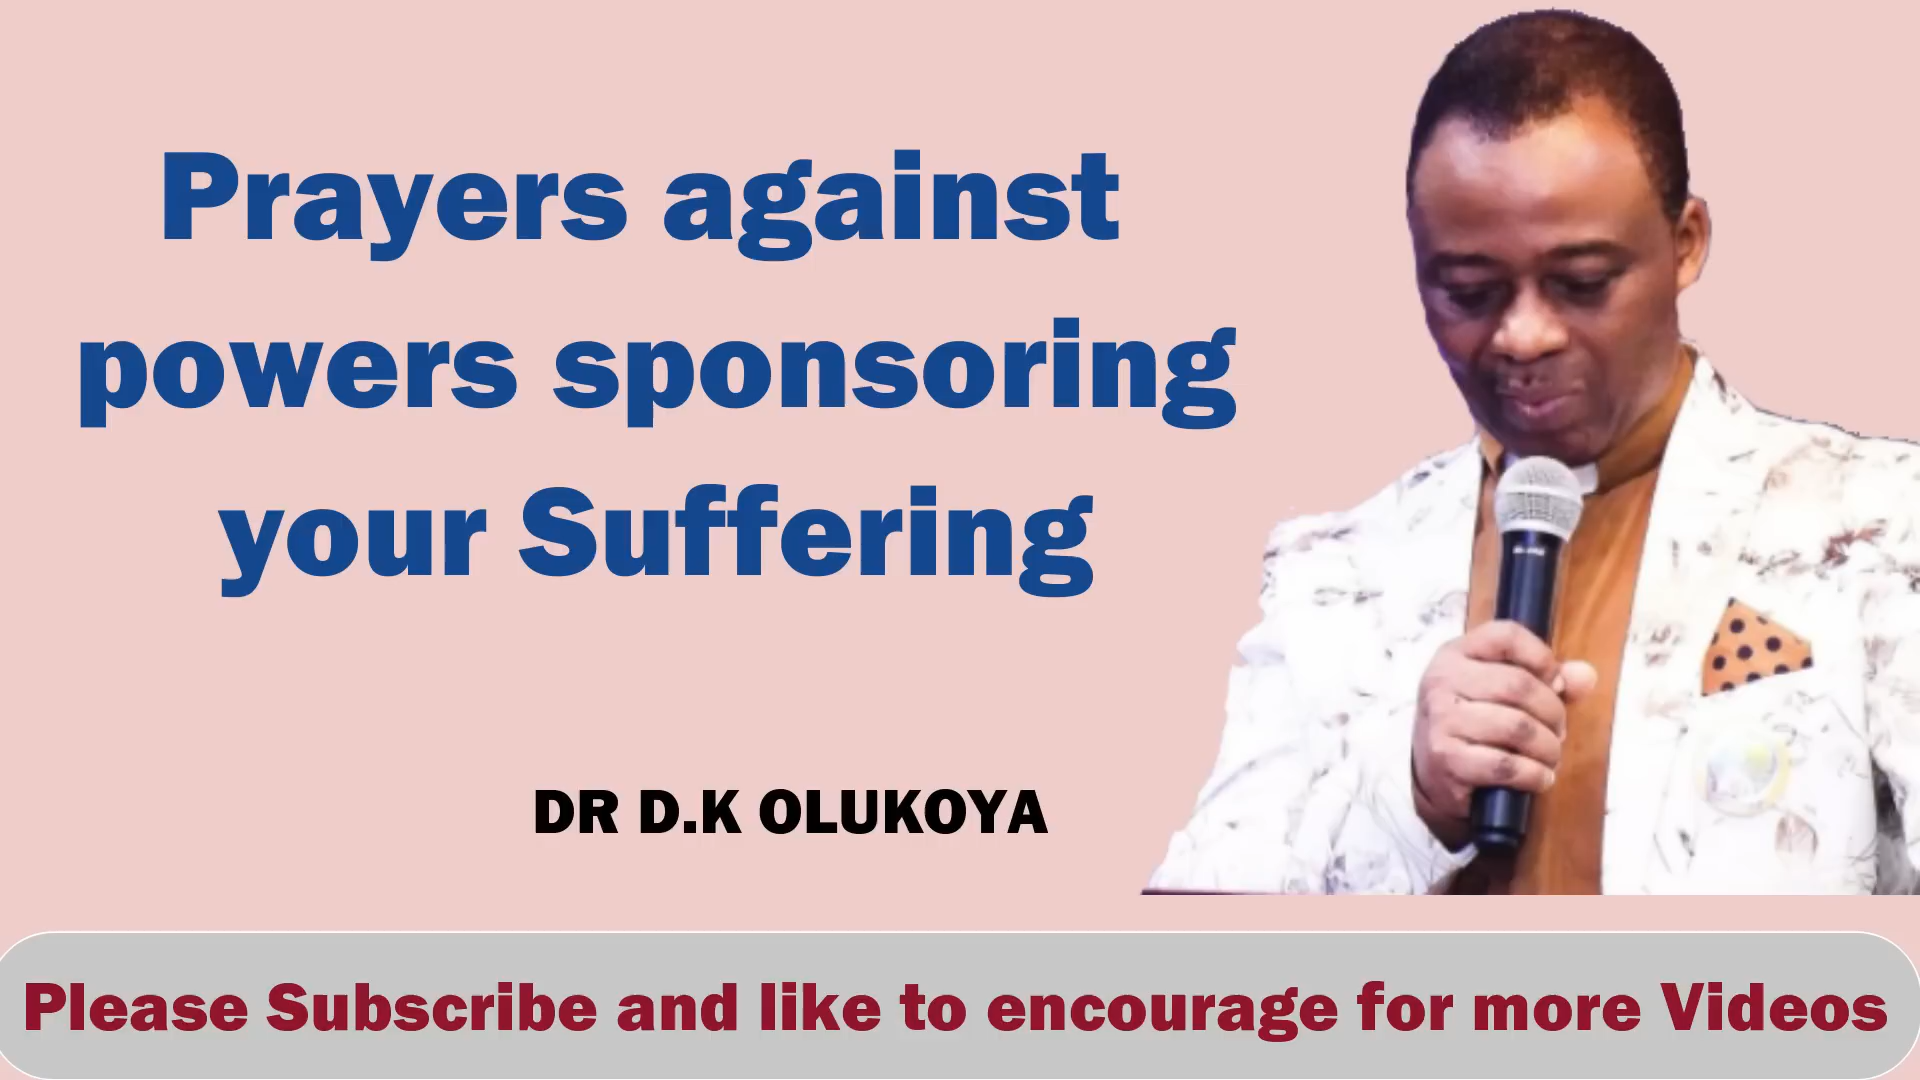 Prayers against
powers sponsoring
your Suffering
DR D.K OLUKOYA
Please Subscribe and like to encourage for more Videos